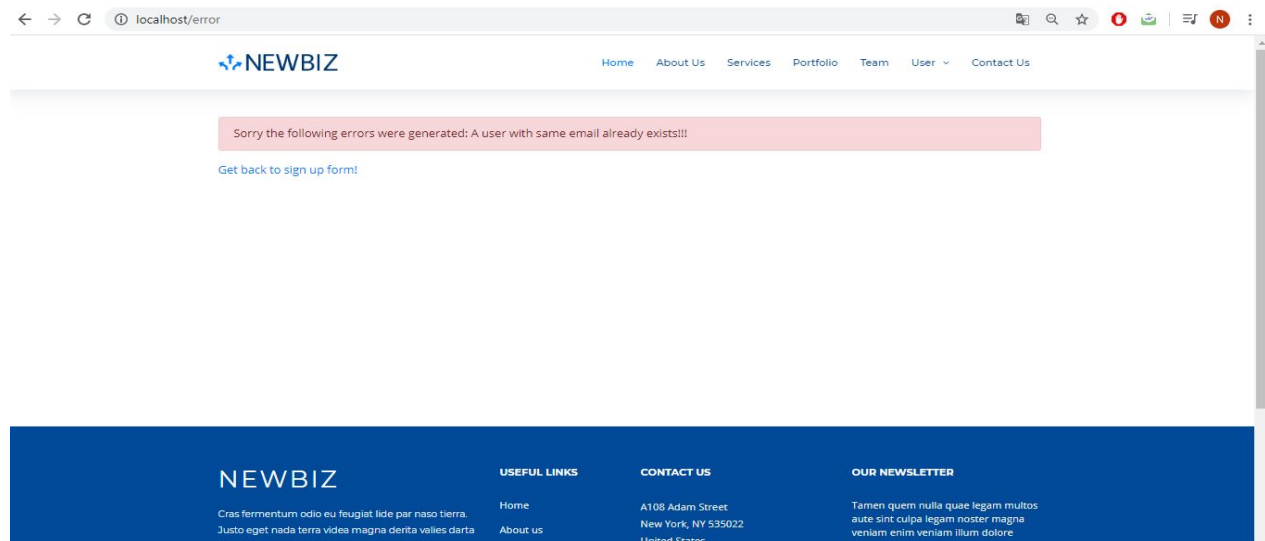 localhost/error
N
NEWBIZ
Home About Us Services Portfolio Team User Contact Us
Sorry the following errors were generated: A user with same email already exists!!!
Get back to sign up form!
NEWBIZ
Cras fermentum odio eu feugiat lide par naso tierra.
Justo eget nada terra videa magna derita valies darta
USEFUL LINKS
Home
About us
CONTACT US
A108 Adam Street
New York, NY 535022
United States
OUR NEWSLETTER
Tamen quem nulla quae legam multos
aute sint culpa legam noster magna
veniam enim veniam illum dolore